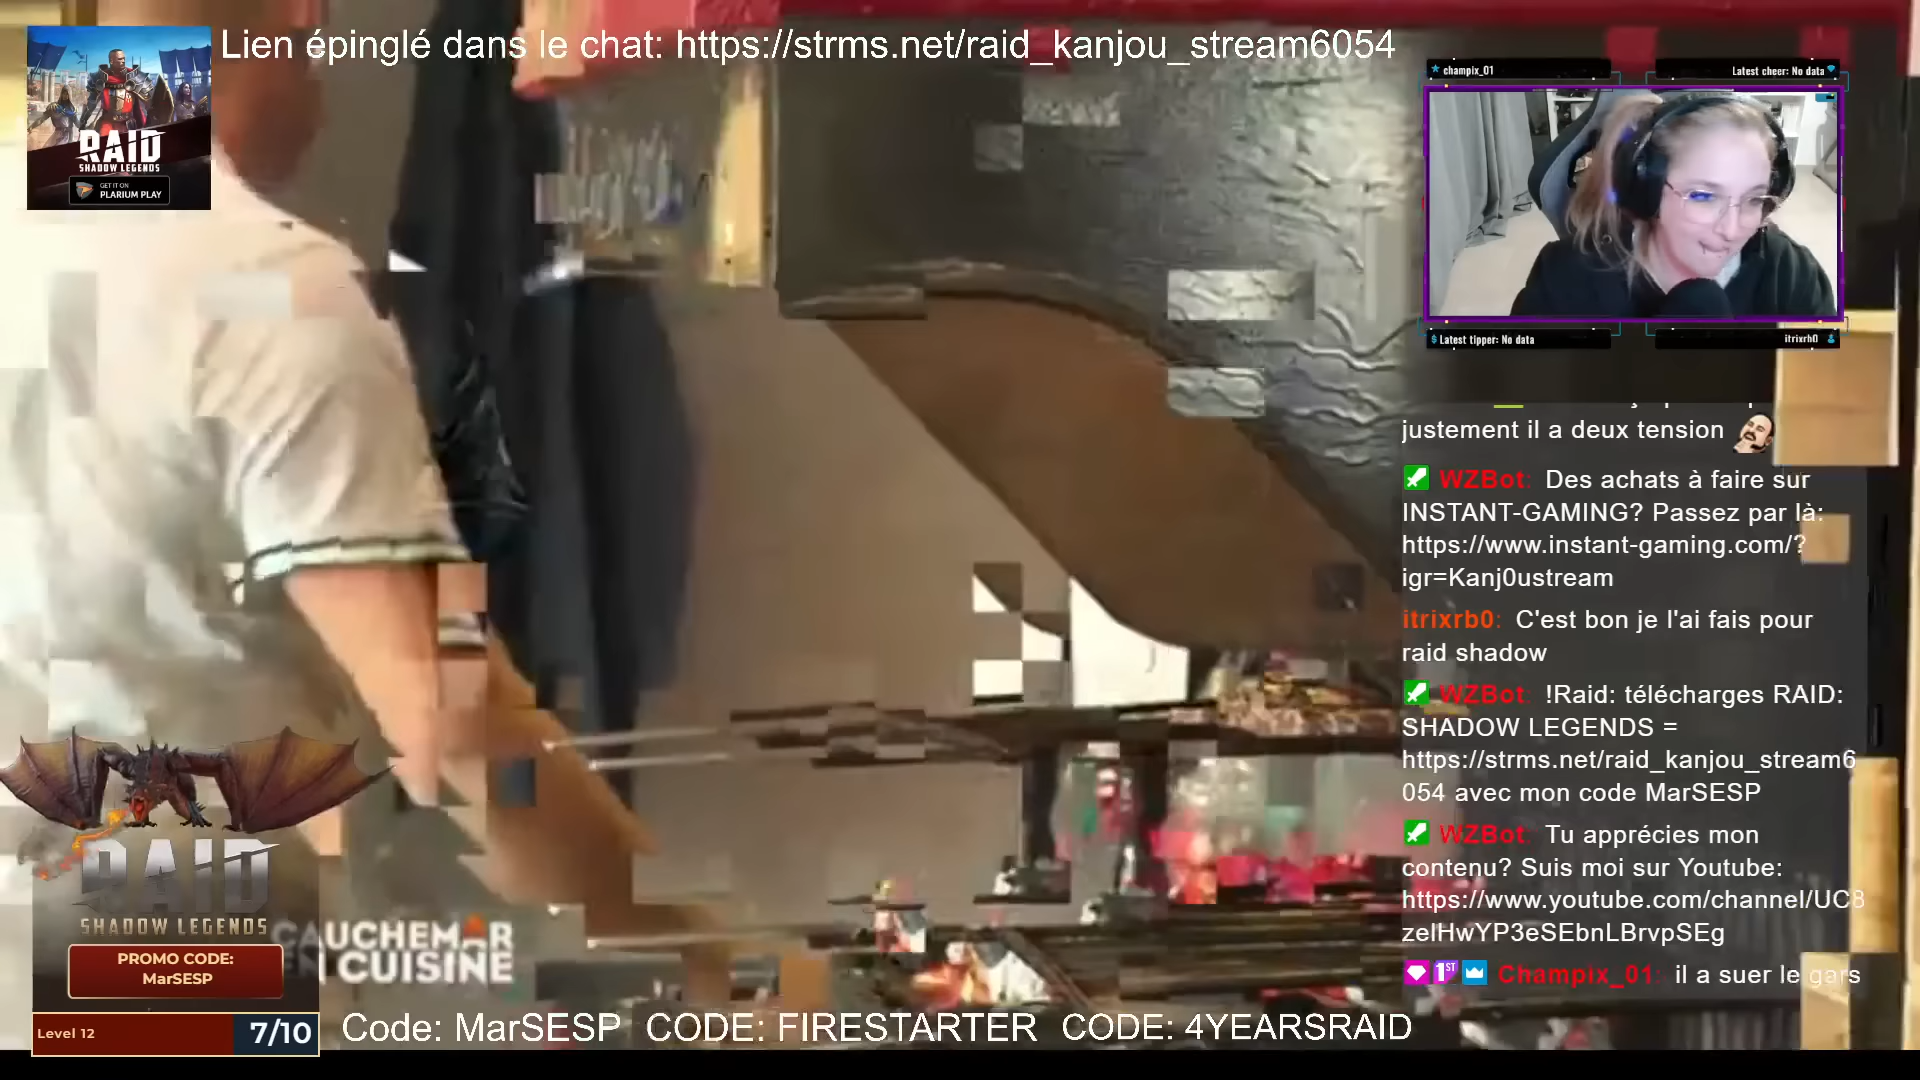 Lien épinglé dans le chat: https://strms.net/raid_kanjou_stream6054
RAID
SHADOW LEGENDS
GET IT ON
PLARIUM PLAY
champix_01
Latest cheer: No data
$ Latest tipper: No data
itrixrh0
justement il a deux tension
WZBot: Des achats à faire sur
INSTANT-GAMING? Passez par là:
https://www.instant-gaming.com/?
igr=Kanj0ustream
itrixrb0: C'est bon je l'ai fais pour
raid shadow
WZBot: !Raid: télécharges RAID:
SHADOW LEGENDS =
https://strms.net/raid_kanjou_stream6
054 avec mon code MarSESP
WZBot: Tu apprécies mon
contenu? Suis moi sur Youtube:
https://www.youtube.com/channel/UC8
zelHwYP3eSEbnLBrvpSEg
1ST Champix_01: il a suer le gars
RAID
SHADOW LEGENDS
PROMO CODE:
MarSESP
Level 12
7/10
CAUCHEMAR
EN CUISINE
Code: MarSESP CODE: FIRESTARTER CODE: 4YEARSRAID